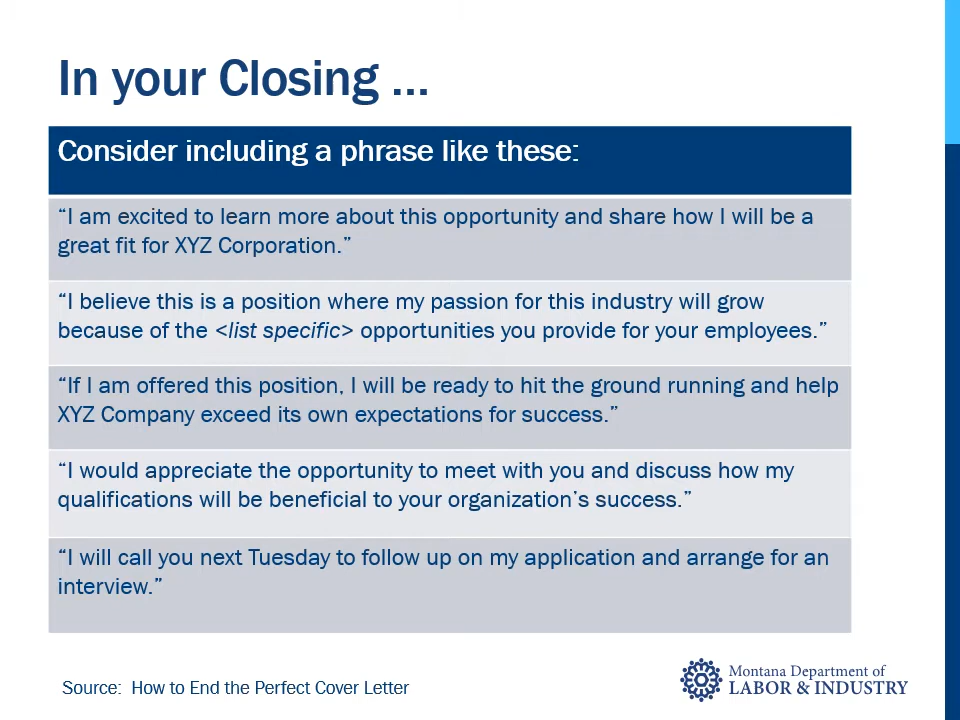 In your Closing ...
Consider including a phrase like these:
“I am excited to learn more about this opportunity and share how I will be a
great fit for XYZ Corporation.”
“I believe this is a position where my passion for this industry will grow
because of the <list specific> opportunities you provide for your employees.”
“If I am offered this position, I will be ready to hit the ground running and help
XYZ Company exceed its own expectations for success.”
“I would appreciate the opportunity to meet with you and discuss how my
qualifications will be beneficial to your organization’s success.”
“I will call you next Tuesday to follow up on my application and arrange for an
interview.”
Source:  How to End the Perfect Cover Letter
Montana Department of
LABOR & INDUSTRY